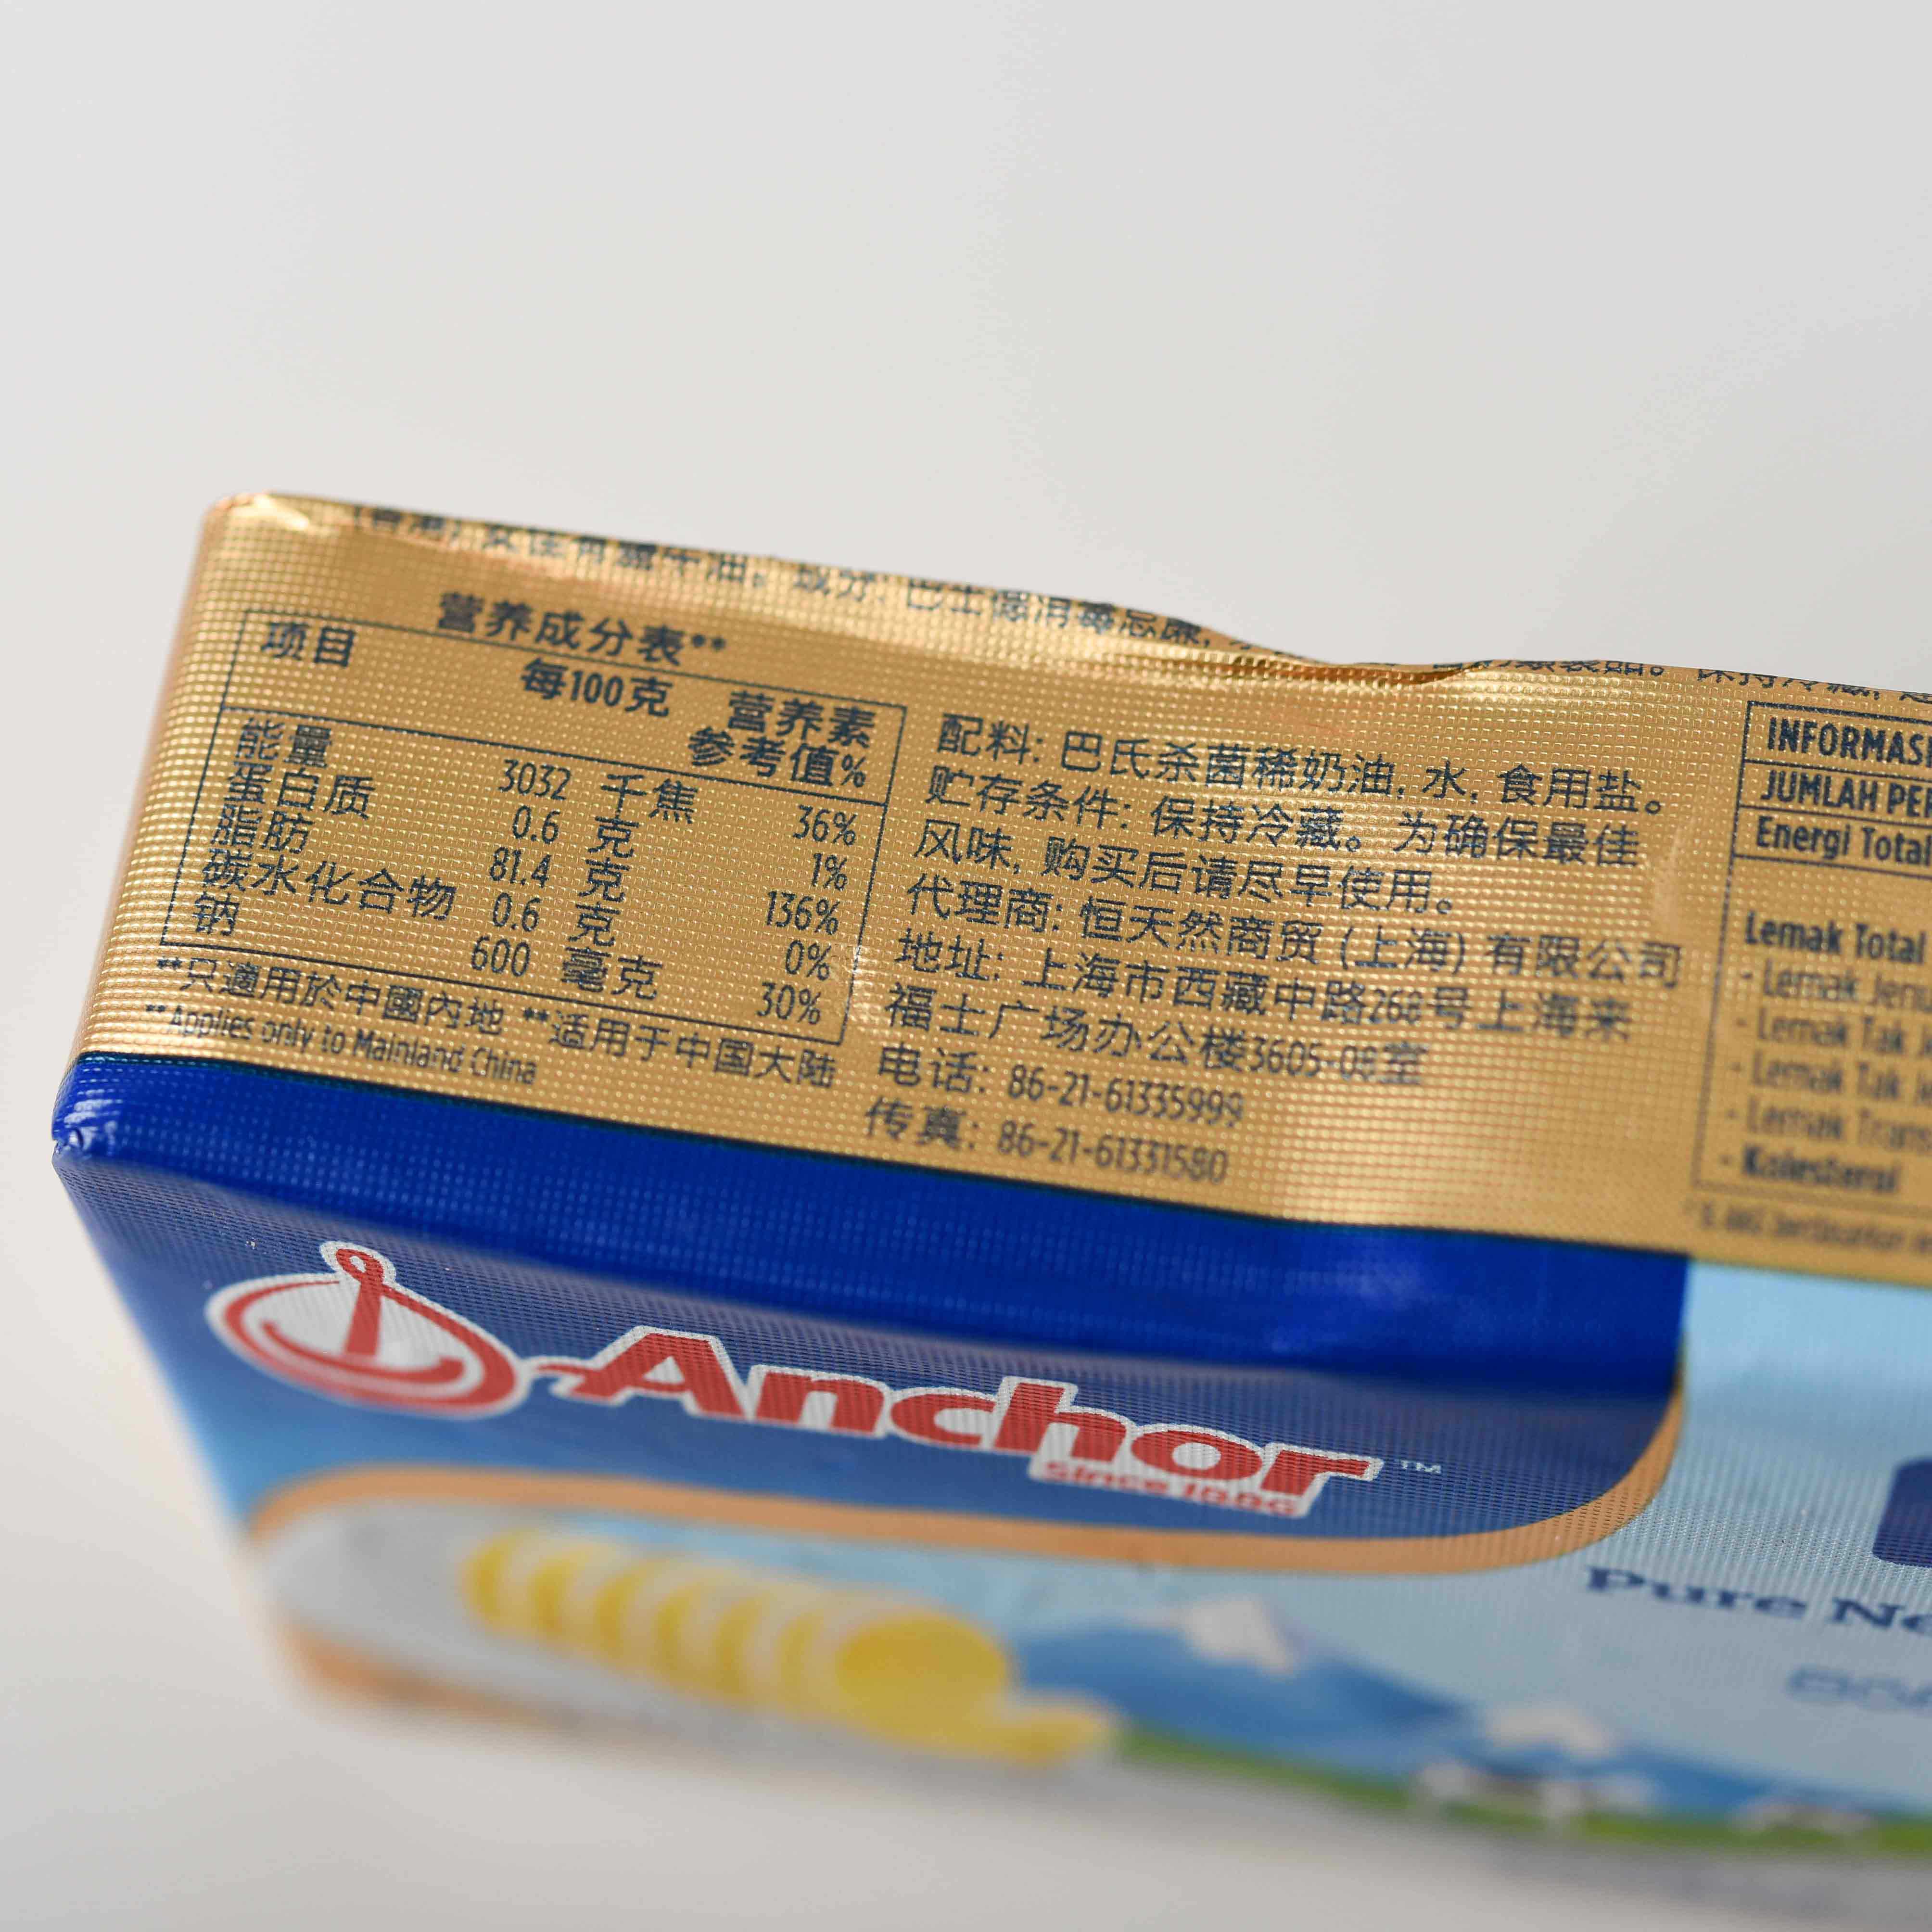 营养成分表**
项目 每100克 营养素参考值%
能量 3032 千焦 36%
蛋白质 0.6 克 1%
脂肪 81.4 克 136%
碳水化合物 0.6 克 0%
钠 600 毫克 30%
**只適用於中國內地 **适用于中国大陆
**Applies only to Mainland China
配料: 巴氏杀菌稀奶油, 水, 食用盐。
贮存条件: 保持冷藏。为确保最佳
风味, 购买后请尽早使用。
代理商: 恒天然商贸 (上海) 有限公司
地址: 上海市西藏中路268号上海来
福士广场办公楼3605-08室
电话: 86-21-61335999
传真: 86-21-61331580
INFORMASI
JUMLAH PE
Energi Total
Lemak Total
- Lemak Jen
- Lemak Tak
- Lemak Tak
- Lemak Trans
- Kolesterol
Anchor™
Since 1886
Pure Ne